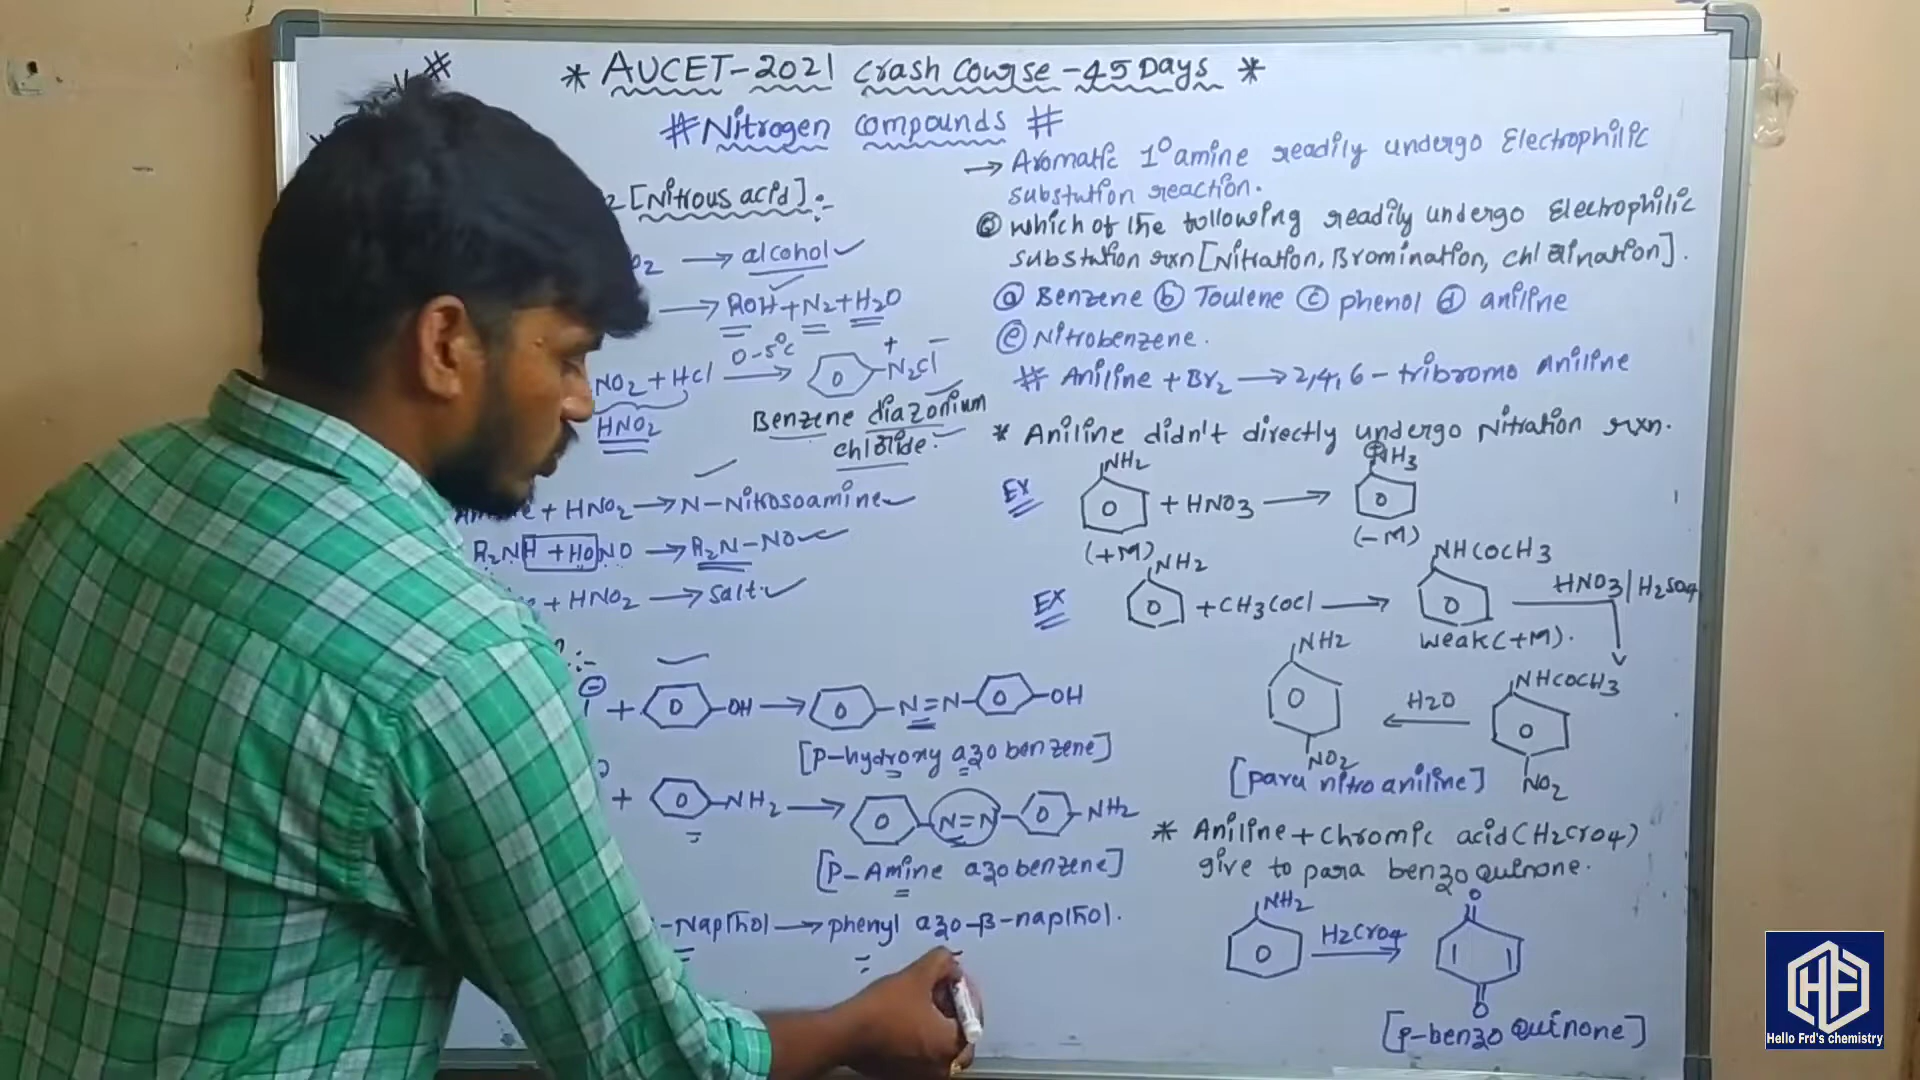 * AUCET-2021 Crash Course - 45 Days *
# Nitrogen Compounds #
[Nitrous acid]:-
→ alcohol ✓
→ ROH + N2 + H2O
NO2 + HCl 0-5°C → N2Cl + -
HNO2
Benzene diazonium
chloride:-
+ HNO2 → N-Nitrosoamine
R2NH + HONO → R2N-NO
+ HNO2 → Salt.
+ OH → N=N OH
[P-hydroxy azo benzene]
+ NH2 → N=N NH2
[P-Amine azo benzene]
-Napthol → phenyl azo-β-napthol.
→ Aromatic 1° amine readily undergo Electrophilic
substution reaction.
Q which of the following readily undergo Electrophilic
substution rxn [Nitration, Bromination, chlorination].
a Benzene b Toulene c phenol d aniline
e Nitrobenzene.
# Aniline + Br2 → 2,4,6 - tribromo Aniline
* Aniline didn't directly undergo Nitration rxn.
Ex NH2 + HNO3 → ⊕NH3
(+M) (-M)
Ex NH2 + CH3COCl → NHCOCH3 HNO3/H2SO4
weak (+M).
NH2 NO2 ← H2O NHCOCH3 NO2
[para nitro aniline]
* Aniline + Chromic acid (H2CrO4)
give to para benzo Quinone.
NH2 H2CrO4 → O O
[p-benzo Quinone]
HF
Hello Frd's chemistry